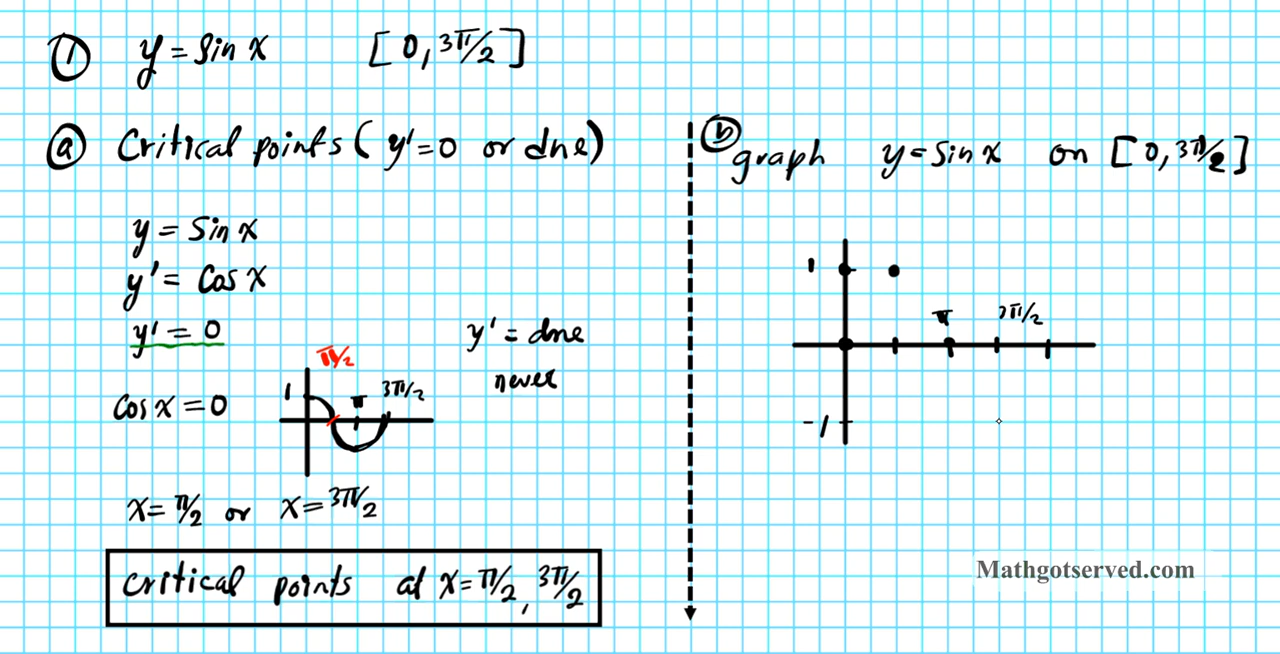 ① y = sin x [0, 3π/2]
ⓐ Critical points (y' = 0 or dne)
y = sin x
y' = cos x
y' = 0
y' = dne
never
cos x = 0
π/2
1
π
3π/2
x = π/2 or x = 3π/2
critical points at x = π/2, 3π/2
ⓑ graph y = sin x on [0, 3π/2]
1
π
3π/2
-1
Mathgotserved.com